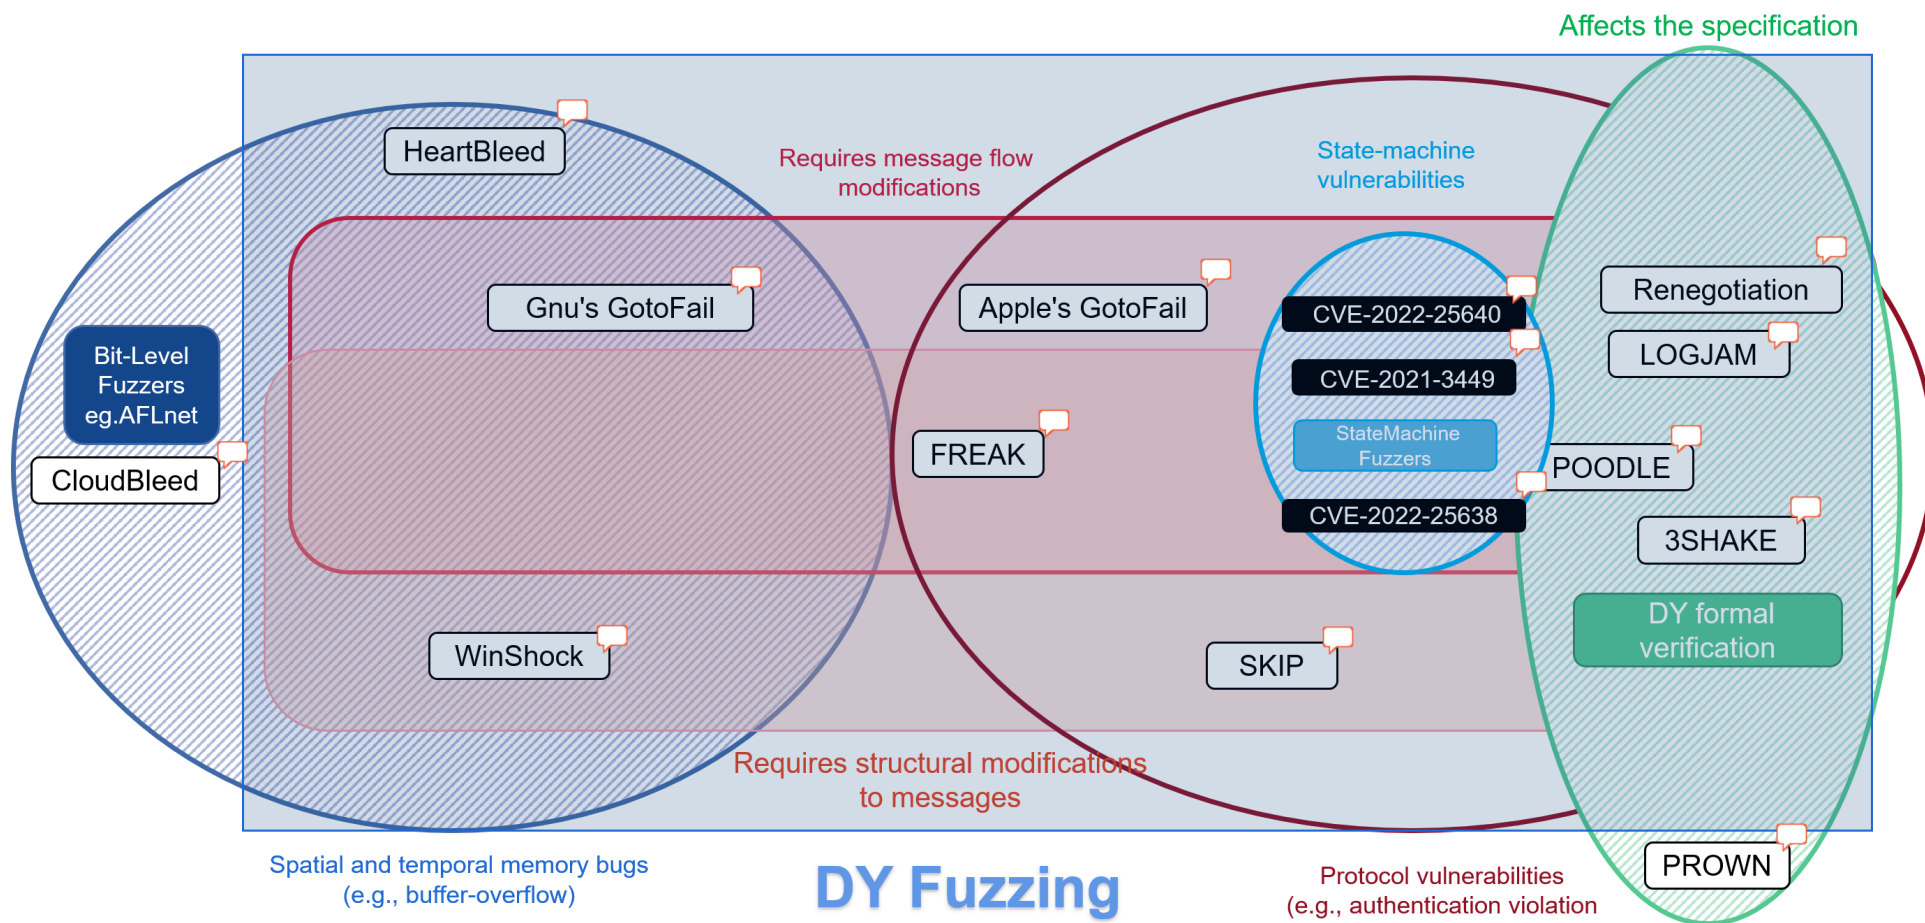 Affects the specification
HeartBleed
Requires message flow
modifications
State-machine
vulnerabilities
Gnu's GotoFail
Apple's GotoFail
CVE-2022-25640
Renegotiation
Bit-Level
Fuzzers
eg.AFLnet
CVE-2021-3449
LOGJAM
FREAK
StateMachine
Fuzzers
POODLE
CloudBleed
CVE-2022-25638
3SHAKE
DY formal
verification
WinShock
SKIP
Requires structural modifications
to messages
Spatial and temporal memory bugs
(e.g., buffer-overflow)
DY Fuzzing
Protocol vulnerabilities
(e.g., authentication violation
PROWN